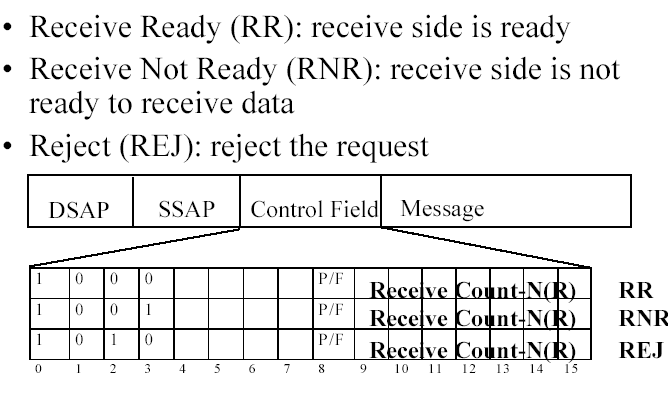 • Receive Ready (RR): receive side is ready
• Receive Not Ready (RNR): receive side is not
ready to receive data
• Reject (REJ): reject the request
DSAP SSAP Control Field Message
1 0 0 0 P/F Receive Count-N(R) RR
1 0 0 1 P/F Receive Count-N(R) RNR
1 0 1 0 P/F Receive Count-N(R) REJ
0 1 2 3 4 5 6 7 8 9 10 11 12 13 14 15